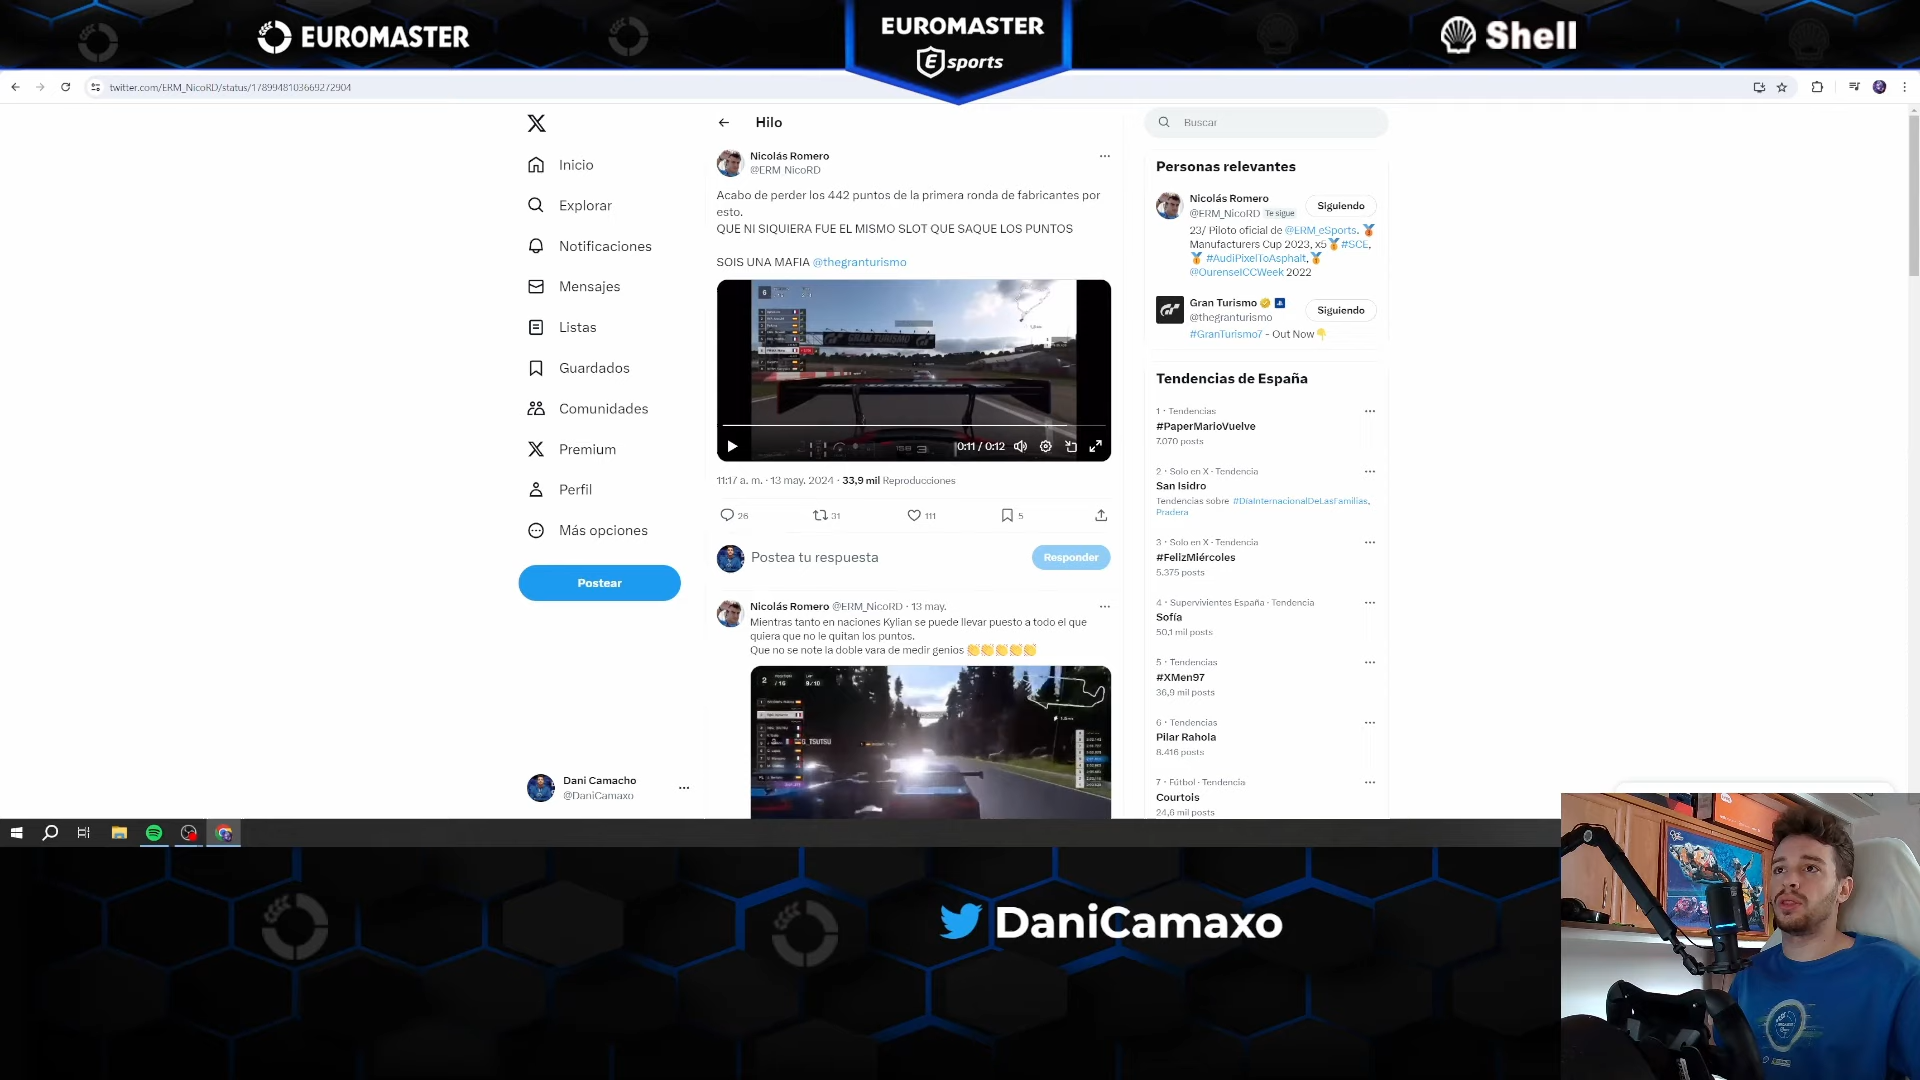 EUROMASTER
EUROMASTER
Esports
Shell
twitter.com/ERM_NicoRD/status/1789948103669272904
Inicio
Explorar
Notificaciones
Mensajes
Listas
Guardados
Comunidades
Premium
Perfil
Más opciones
Postear
Dani Camacho
@DaniCamaxo
Hilo
Nicolás Romero
@ERM_NicoRD
Acabo de perder los 442 puntos de la primera ronda de fabricantes por
esto.
QUE NI SIQUIERA FUE EL MISMO SLOT QUE SAQUE LOS PUNTOS
SOIS UNA MAFIA @thegranturismo
6
GRAN TURISMO
0:11 / 0:12
11:17 a. m. · 13 may. 2024 · 33,9 mil Reproducciones
26
31
111
5
Postea tu respuesta
Responder
Nicolás Romero @ERM_NicoRD · 13 may.
Mientras tanto en naciones Kylian se puede llevar puesto a todo el que
quiera que no le quitan los puntos.
Que no se note la doble vara de medir genios 👏👏👏👏👏
2
/ 16
9/10
Buscar
Personas relevantes
Nicolás Romero
@ERM_NicoRD Te sigue
Siguiendo
23/ Piloto oficial de @ERM_eSports. 🥇
Manufacturers Cup 2023, x5🥇#SCE,
🥇 #AudiPixelToAsphalt,🥇
@OurenseICCWeek 2022
Gran Turismo
@thegranturismo
Siguiendo
#GranTurismo7 - Out Now👇
Tendencias de España
1 · Tendencias
#PaperMarioVuelve
7.070 posts
2 · Solo en X · Tendencia
San Isidro
Tendencias sobre #DíaInternacionalDeLasFamilias,
Pradera
3 · Solo en X · Tendencia
#FelizMiércoles
5.375 posts
4 · Supervivientes España · Tendencia
Sofía
50,1 mil posts
5 · Tendencias
#XMen97
36,9 mil posts
6 · Tendencias
Pilar Rahola
8.416 posts
7 · Fútbol · Tendencia
Courtois
24,6 mil posts
DaniCamaxo